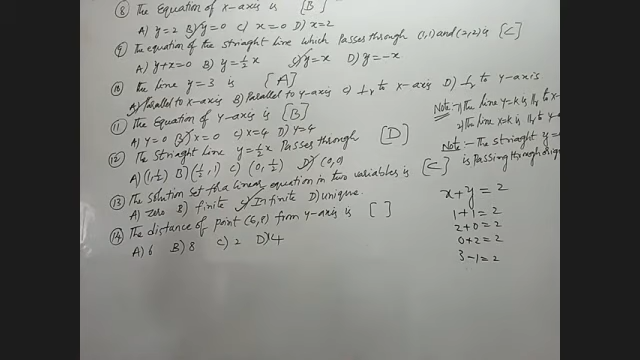 ⑧ The Equation of x-axis is [B]
A) y=2 B) y=0 C) x=0 D) x=2
⑨ The equation of the striaght line which passes through (1,1) and (2,2) is [C]
A) y+x=0 B) y=½x C) y=x D) y=-x
⑩ The line y=3 is [A]
A) Parallel to x-axis B) Parallel to y-axis C) ⊥r to x-axis D) ⊥r to y-axis
⑪ The Equation of y-axis is [B]
A) y=0 B) x=0 C) x=4 D) y=4
⑫ The Striaght line y=½x Passes through [D]
A) (1,½) B) (½,1) C) (0,½) D) (0,0)
⑬ The Solution Set of a linear equation in two variables is [C]
A) zero B) finite C) Infinite D) unique.
⑭ The distance of point (6,8) from y-axis is [ ]
A) 6 B) 8 C) 2 D) 4
Note:- 1) The line y=k is ||r to x-
2) The line x=k is ||r to y-
Note:- The Striaght y=
is Passing through
x+y=2
1+1=2
2+0=2
0+2=2
3-1=2